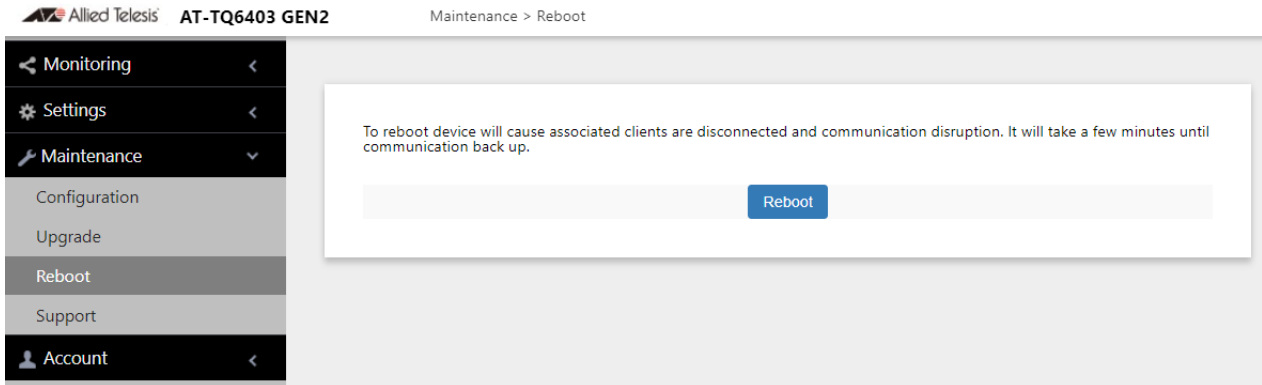 Allied Telesis AT-TQ6403 GEN2 Maintenance > Reboot
Monitoring
Settings
Maintenance
Configuration
Upgrade
Reboot
Support
Account
To reboot device will cause associated clients are disconnected and communication disruption. It will take a few minutes until
communication back up.
Reboot